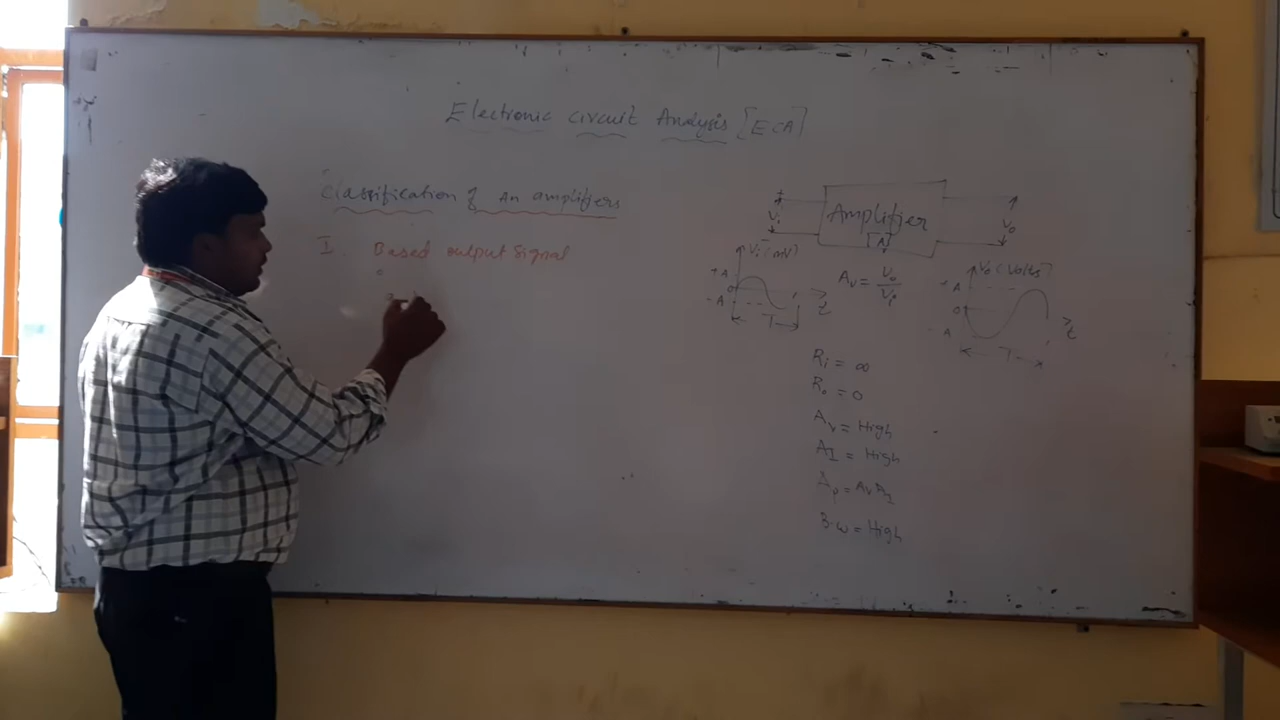 Electronic circuit Analysis [ECA]
Classification of An amplifiers
I. Based output Signal
+
Vi
Amplifier
[A]
Vo
Vi (mV)
+A
0
-A
T
t
Av = Vo/Vi
Vo (Volts)
+A
0
-A
T
t
Ri = ∞
Ro = 0
Av = High
AI = High
Ap = Av AI
B.W = High